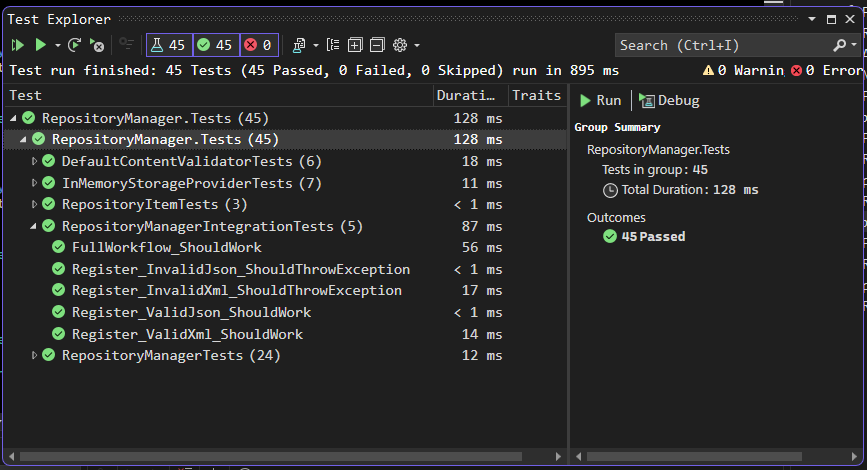 Test Explorer
45 45 0 Search (Ctrl+I)
Test run finished: 45 Tests (45 Passed, 0 Failed, 0 Skipped) run in 895 ms 0 Warnin 0 Error
Test Durati... Traits
RepositoryManager.Tests (45) 128 ms
RepositoryManager.Tests (45) 128 ms
DefaultContentValidatorTests (6) 18 ms
InMemoryStorageProviderTests (7) 11 ms
RepositoryItemTests (3) < 1 ms
RepositoryManagerIntegrationTests (5) 87 ms
FullWorkflow_ShouldWork 56 ms
Register_InvalidJson_ShouldThrowException < 1 ms
Register_InvalidXml_ShouldThrowException 17 ms
Register_ValidJson_ShouldWork < 1 ms
Register_ValidXml_ShouldWork 14 ms
RepositoryManagerTests (24) 12 ms
Run Debug
Group Summary
RepositoryManager.Tests
Tests in group: 45
Total Duration: 128 ms
Outcomes
45 Passed